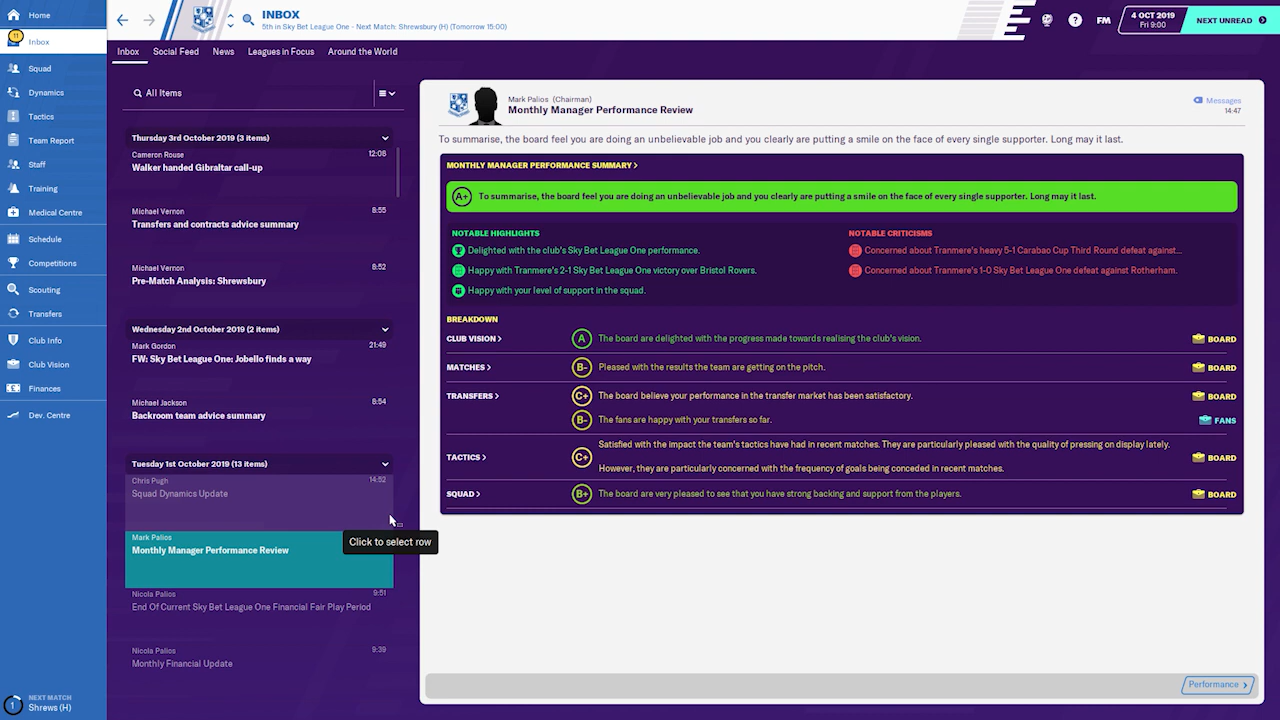 Home
11
Inbox
Squad
Dynamics
Tactics
Team Report
Staff
Training
Medical Centre
Schedule
Competitions
Scouting
Transfers
Club Info
Club Vision
Finances
Dev. Centre
1
NEXT MATCH
Shrews (H)
INBOX
5th in Sky Bet League One - Next Match: Shrewsbury (H) (Tomorrow 15:00)
?
FM
4 OCT 2019
Fri 9:00
NEXT UNREAD
Inbox Social Feed News Leagues in Focus Around the World
All Items
Thursday 3rd October 2019 (3 items)
Cameron Rouse 12:08
Walker handed Gibraltar call-up
Michael Vernon 8:55
Transfers and contracts advice summary
Michael Vernon 8:52
Pre-Match Analysis: Shrewsbury
Wednesday 2nd October 2019 (2 items)
Mark Gordon 21:49
FW: Sky Bet League One: Jobello finds a way
Michael Jackson 8:54
Backroom team advice summary
Tuesday 1st October 2019 (13 items)
Chris Pugh 14:52
Squad Dynamics Update
Mark Palios
Monthly Manager Performance Review
Click to select row
Nicola Palios 9:51
End Of Current Sky Bet League One Financial Fair Play Period
Nicola Palios 9:39
Monthly Financial Update
Mark Palios (Chairman)
Monthly Manager Performance Review
Messages
14:47
To summarise, the board feel you are doing an unbelievable job and you clearly are putting a smile on the face of every single supporter. Long may it last.
MONTHLY MANAGER PERFORMANCE SUMMARY >
A+ To summarise, the board feel you are doing an unbelievable job and you clearly are putting a smile on the face of every single supporter. Long may it last.
NOTABLE HIGHLIGHTS
Delighted with the club's Sky Bet League One performance.
Happy with Tranmere's 2-1 Sky Bet League One victory over Bristol Rovers.
Happy with your level of support in the squad.
NOTABLE CRITICISMS
Concerned about Tranmere's heavy 5-1 Carabao Cup Third Round defeat against...
Concerned about Tranmere's 1-0 Sky Bet League One defeat against Rotherham.
BREAKDOWN
CLUB VISION > A The board are delighted with the progress made towards realising the club's vision. BOARD
MATCHES > B- Pleased with the results the team are getting on the pitch. BOARD
TRANSFERS > C+ The board believe your performance in the transfer market has been satisfactory. BOARD
B- The fans are happy with your transfers so far. FANS
Satisfied with the impact the team's tactics have had in recent matches. They are particularly pleased with the quality of pressing on display lately.
TACTICS > C+ BOARD
However, they are particularly concerned with the frequency of goals being conceded in recent matches.
SQUAD > B+ The board are very pleased to see that you have strong backing and support from the players. BOARD
Performance >